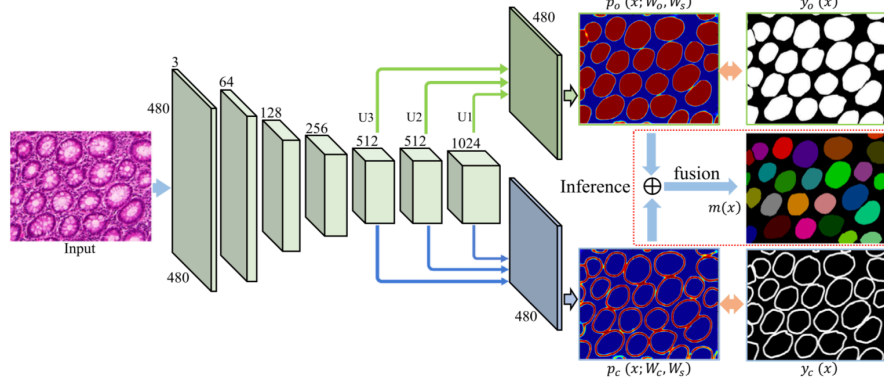 480
p_o (x; W_o, W_s)
y_o (x)
3
64
480
128
256
U3
U2
U1
512
512
1024
480
Input
480
Inference
fusion
m(x)
480
p_c (x; W_c, W_s)
y_c (x)